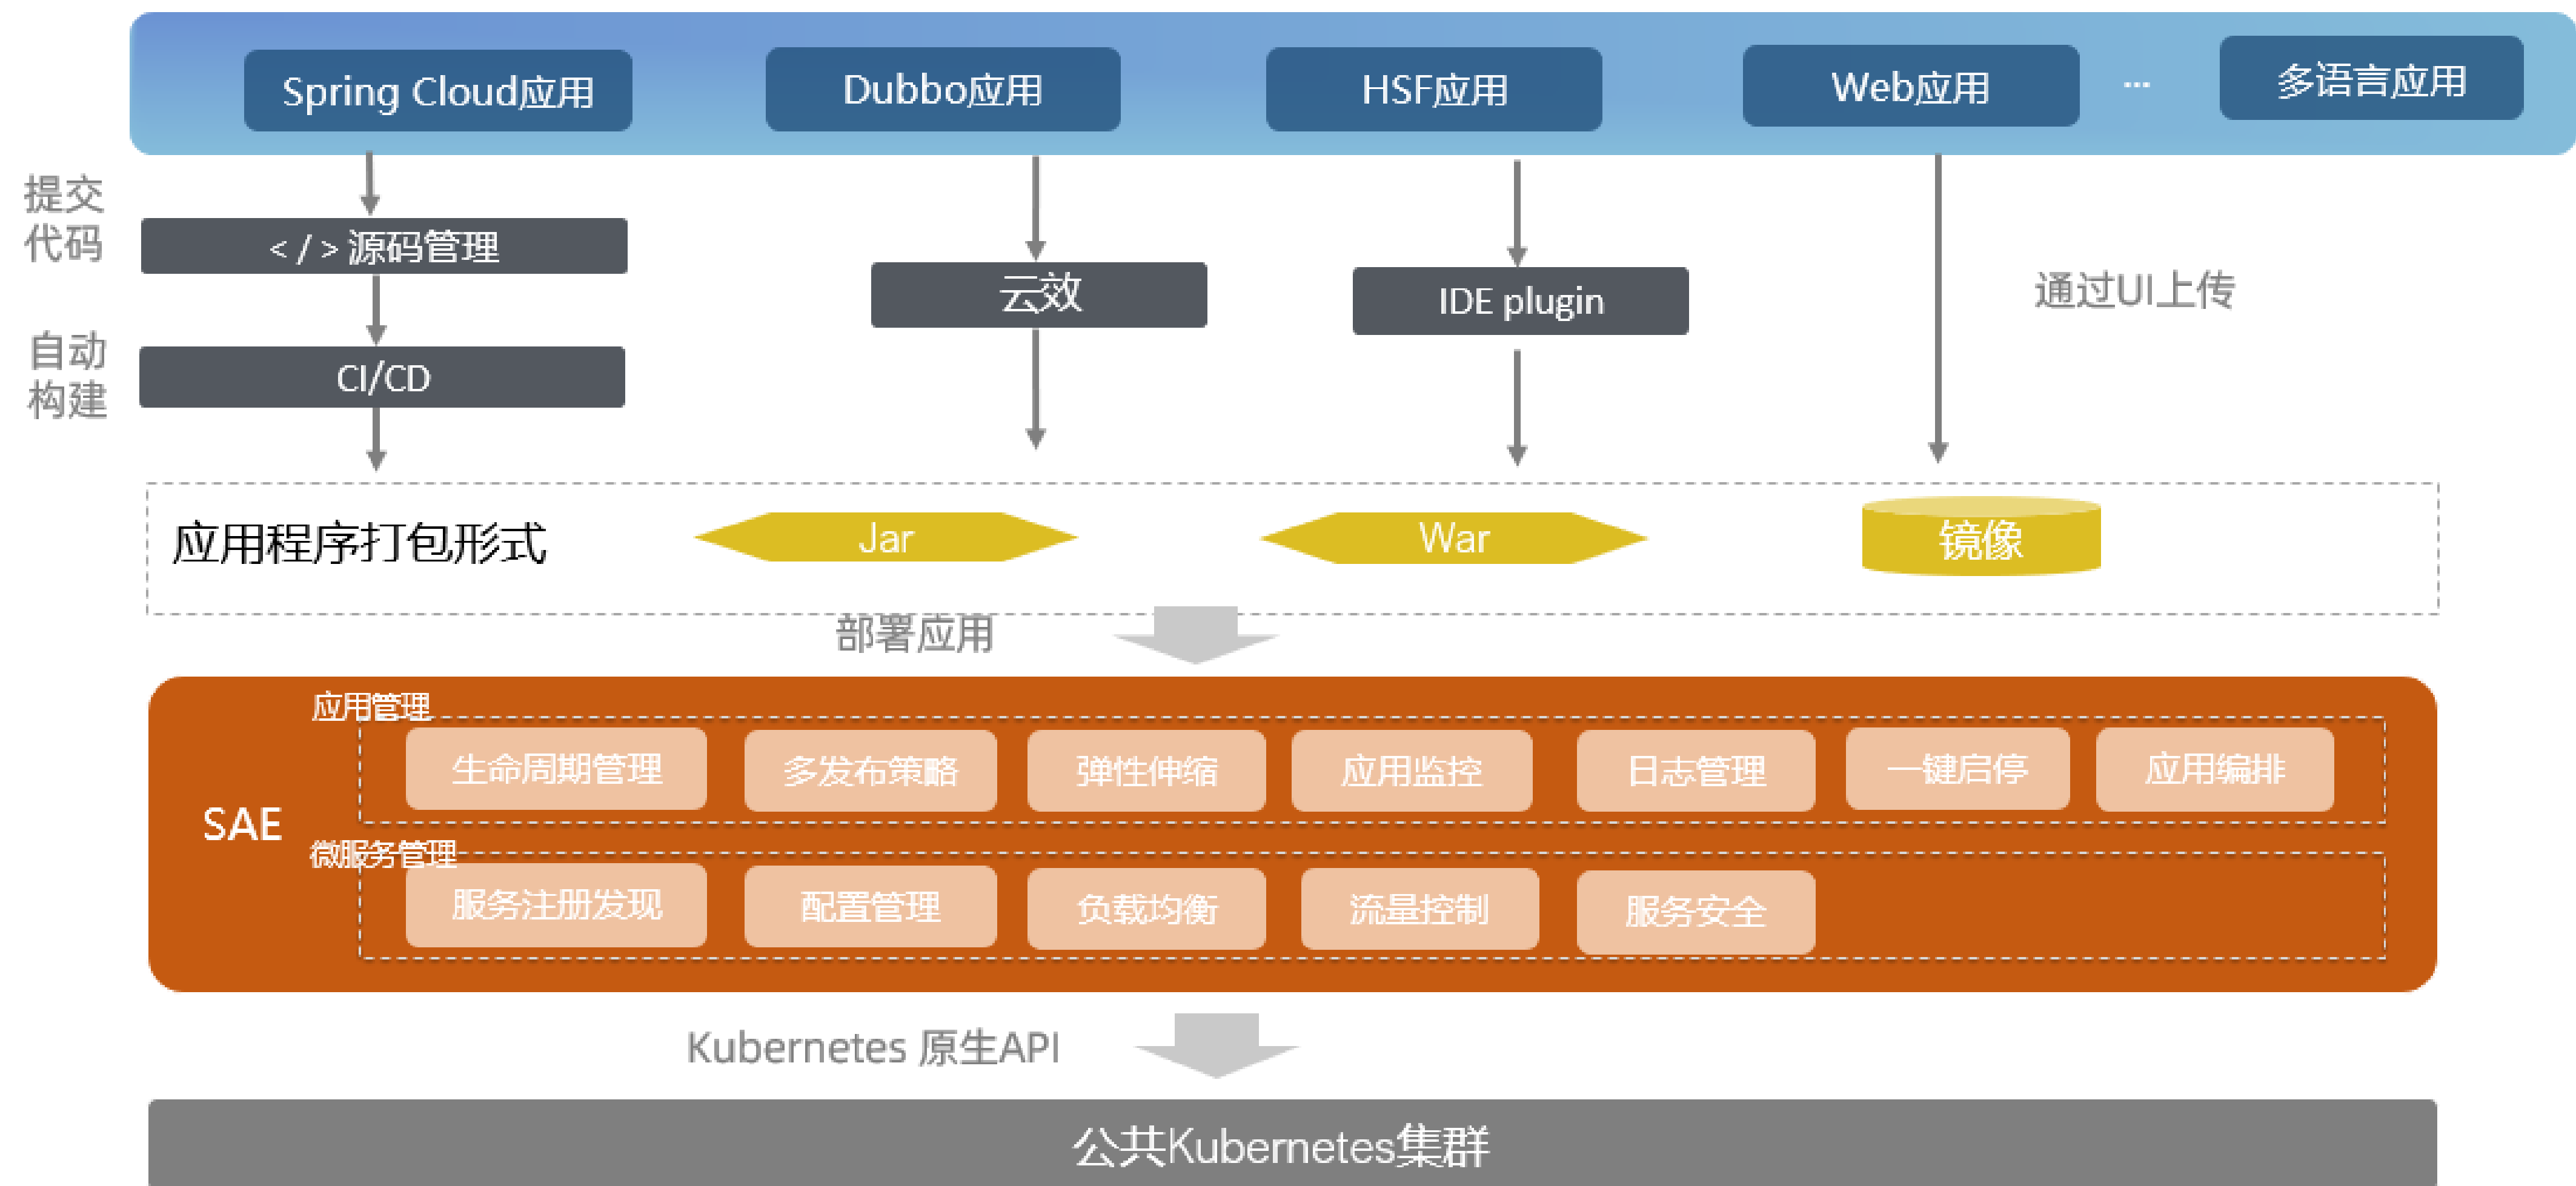 Spring Cloud应用
Dubbo应用
HSF应用
Web应用
...
多语言应用
提交
代码
< / > 源码管理
云效
IDE plugin
通过UI上传
自动
构建
CI/CD
应用程序打包形式
Jar
War
镜像
部署应用
SAE
应用管理
生命周期管理
多发布策略
弹性伸缩
应用监控
日志管理
一键启停
应用编排
微服务管理
服务注册发现
配置管理
负载均衡
流量控制
服务安全
Kubernetes 原生API
公共Kubernetes集群